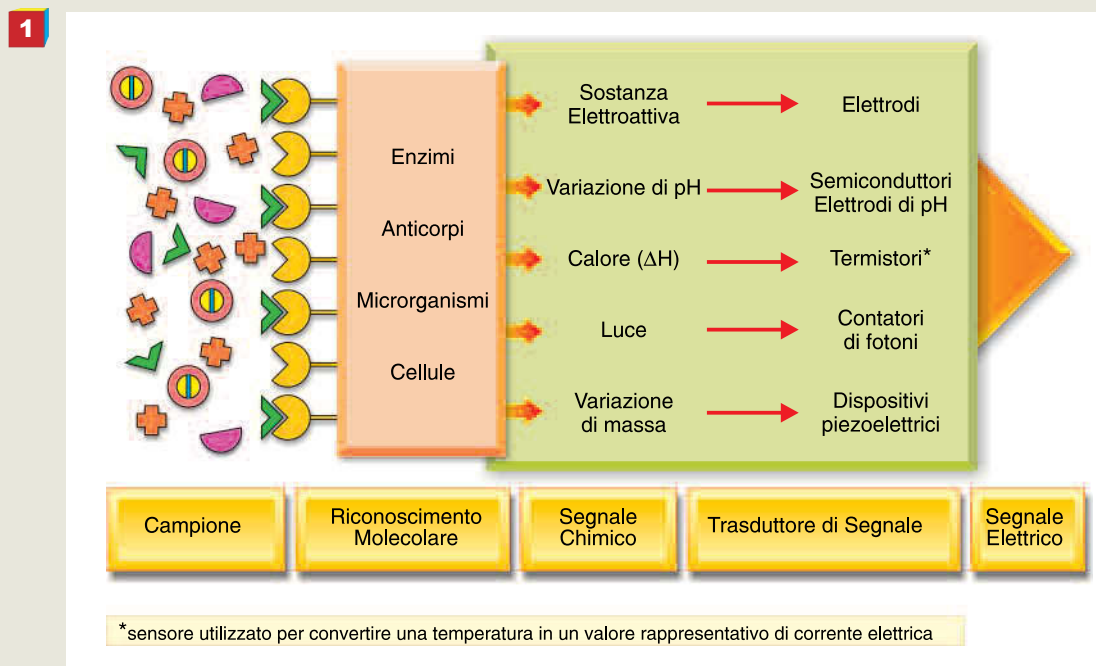 1
Enzimi
Anticorpi
Microrganismi
Cellule
Sostanza
Elettroattiva
Elettrodi
Variazione di pH
Semiconduttori
Elettrodi di pH
Calore (ΔH)
Termistori*
Luce
Contatori
di fotoni
Variazione
di massa
Dispositivi
piezoelettrici
Campione
Riconoscimento
Molecolare
Segnale
Chimico
Trasduttore di Segnale
Segnale
Elettrico
*sensore utilizzato per convertire una temperatura in un valore rappresentativo di corrente elettrica